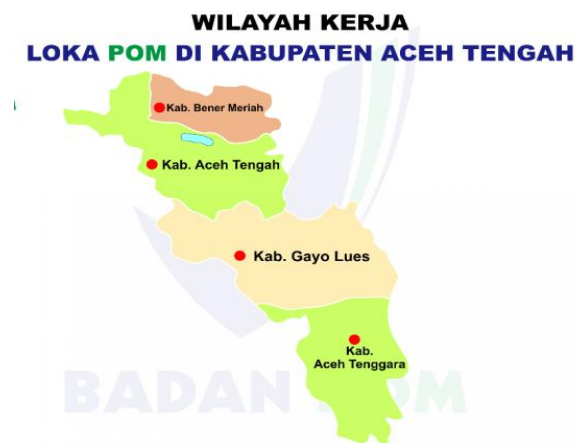 WILAYAH KERJA
LOKA POM DI KABUPATEN ACEH TENGAH
Kab. Bener Meriah
Kab. Aceh Tengah
Kab. Gayo Lues
Kab.
Aceh Tenggara
BADAN POM